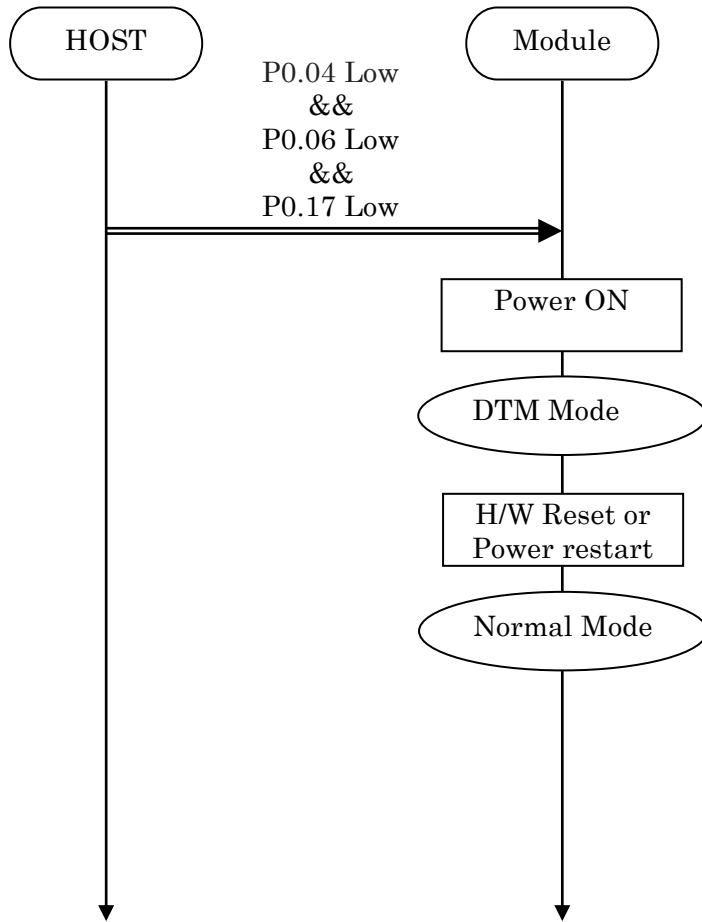 HOST
Module
P0.04 Low
&&
P0.06 Low
&&
P0.17 Low
Power ON
DTM Mode
H/W Reset or
Power restart
Normal Mode